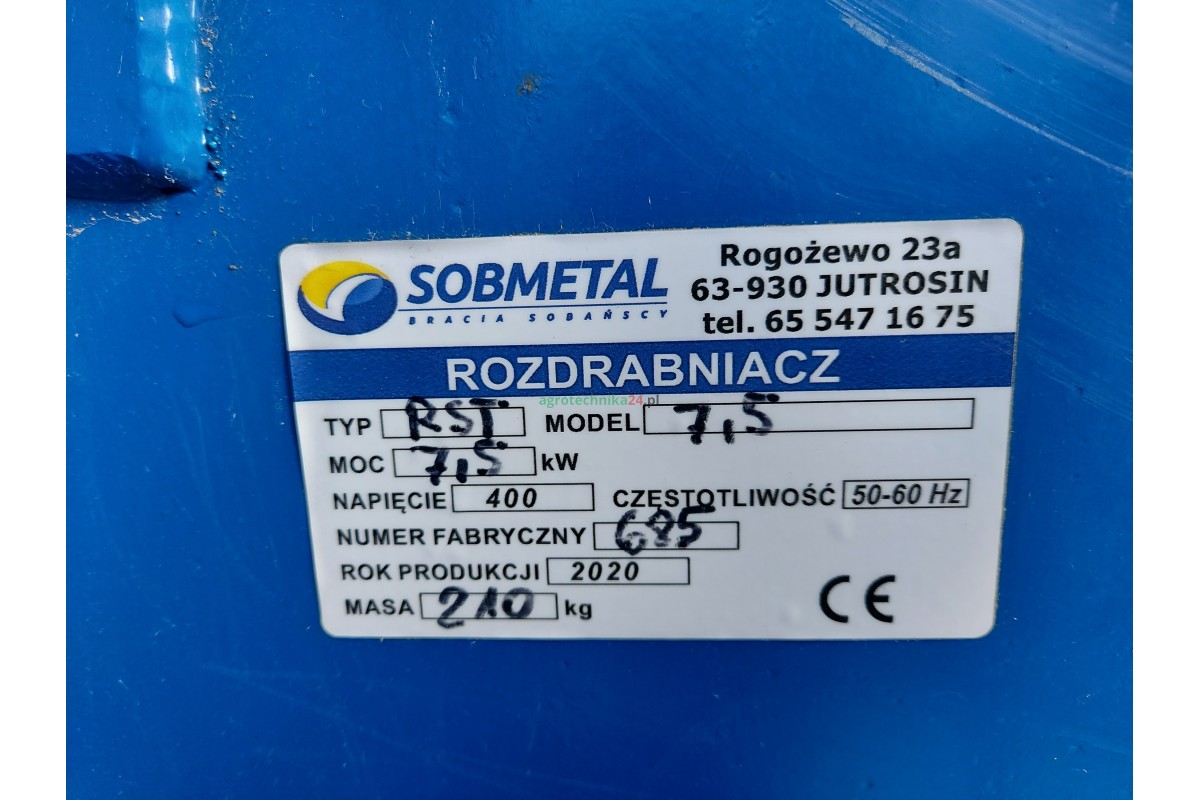 SOBMETAL
BRACIA SOBAŃSCY
Rogożewo 23a
63-930 JUTROSIN
tel. 65 547 16 75
ROZDRABNIACZ
agrotechnika24.pl
TYP RST MODEL 7,5
MOC 7,5 kW
NAPIĘCIE 400 CZĘSTOTLIWOŚĆ 50-60 Hz
NUMER FABRYCZNY 685
ROK PRODUKCJI 2020
MASA 210 kg
CE